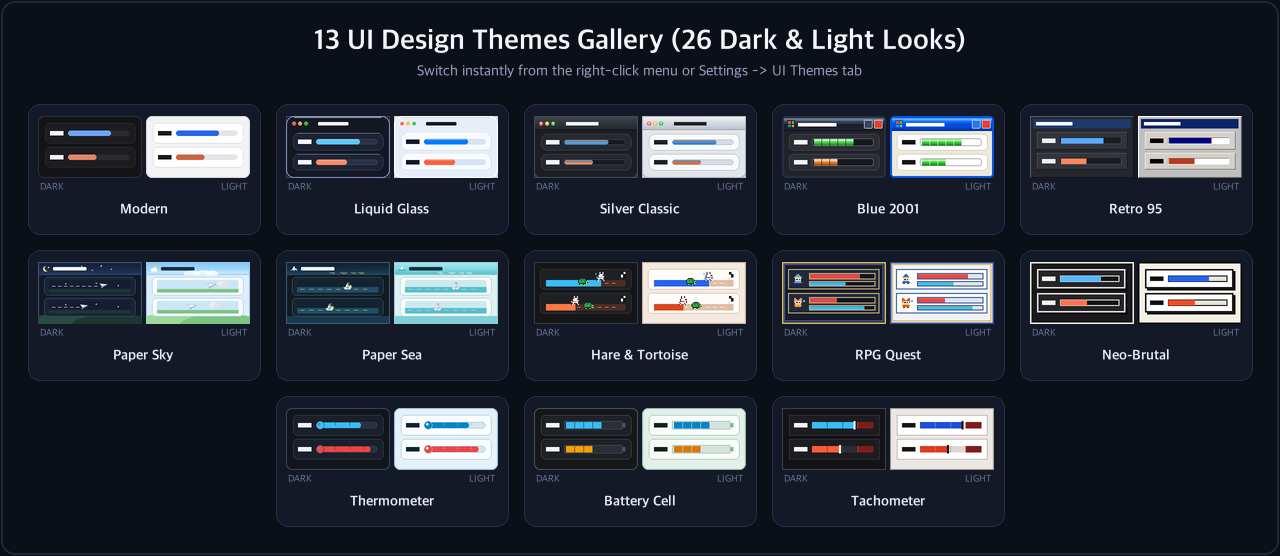 13 UI Design Themes Gallery (26 Dark & Light Looks)
Switch instantly from the right-click menu or Settings -> UI Themes tab
DARK LIGHT
Modern
DARK LIGHT
Liquid Glass
DARK LIGHT
Silver Classic
DARK LIGHT
Blue 2001
DARK LIGHT
Retro 95
DARK LIGHT
Paper Sky
DARK LIGHT
Paper Sea
DARK LIGHT
Hare & Tortoise
DARK LIGHT
RPG Quest
DARK LIGHT
Neo-Brutal
DARK LIGHT
Thermometer
DARK LIGHT
Battery Cell
DARK LIGHT
Tachometer